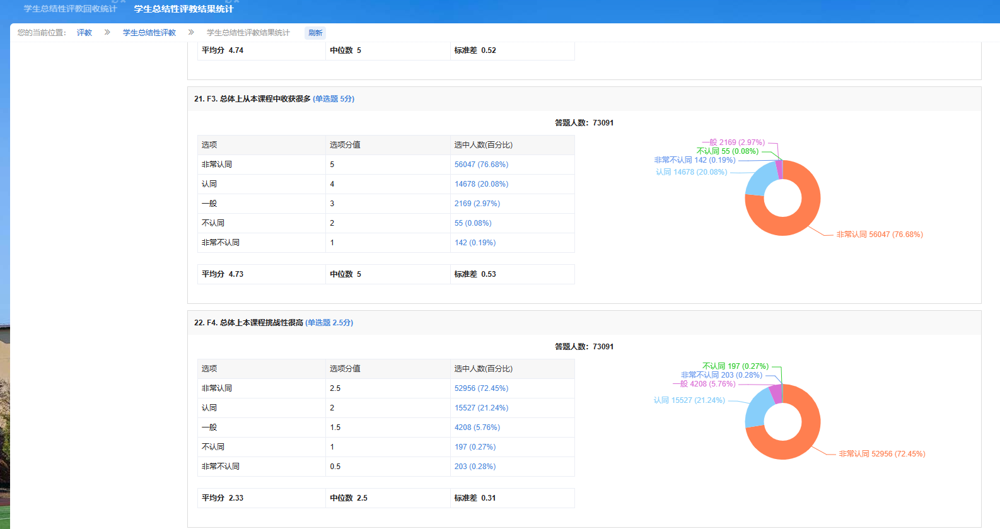 学生总结性评教回收统计 学生总结性评教结果统计
您的当前位置： 评教 » 学生总结性评教 » 学生总结性评教结果统计 刷新
平均分 4.74 中位数 5 标准差 0.52
21. F3. 总体上从本课程中收获很多 (单选题 5分)
答题人数：73091
选项 选项分值 选中人数(百分比)
非常认同 5 56047 (76.68%)
认同 4 14678 (20.08%)
一般 3 2169 (2.97%)
不认同 2 55 (0.08%)
非常不认同 1 142 (0.19%)
平均分 4.73 中位数 5 标准差 0.53
一般 2169 (2.97%)
不认同 55 (0.08%)
非常不认同 142 (0.19%)
认同 14678 (20.08%)
非常认同 56047 (76.68%)
22. F4. 总体上本课程挑战性很高 (单选题 2.5分)
答题人数：73091
选项 选项分值 选中人数(百分比)
非常认同 2.5 52956 (72.45%)
认同 2 15527 (21.24%)
一般 1.5 4208 (5.76%)
不认同 1 197 (0.27%)
非常不认同 0.5 203 (0.28%)
平均分 2.33 中位数 2.5 标准差 0.31
不认同 197 (0.27%)
非常不认同 203 (0.28%)
一般 4208 (5.76%)
认同 15527 (21.24%)
非常认同 52956 (72.45%)